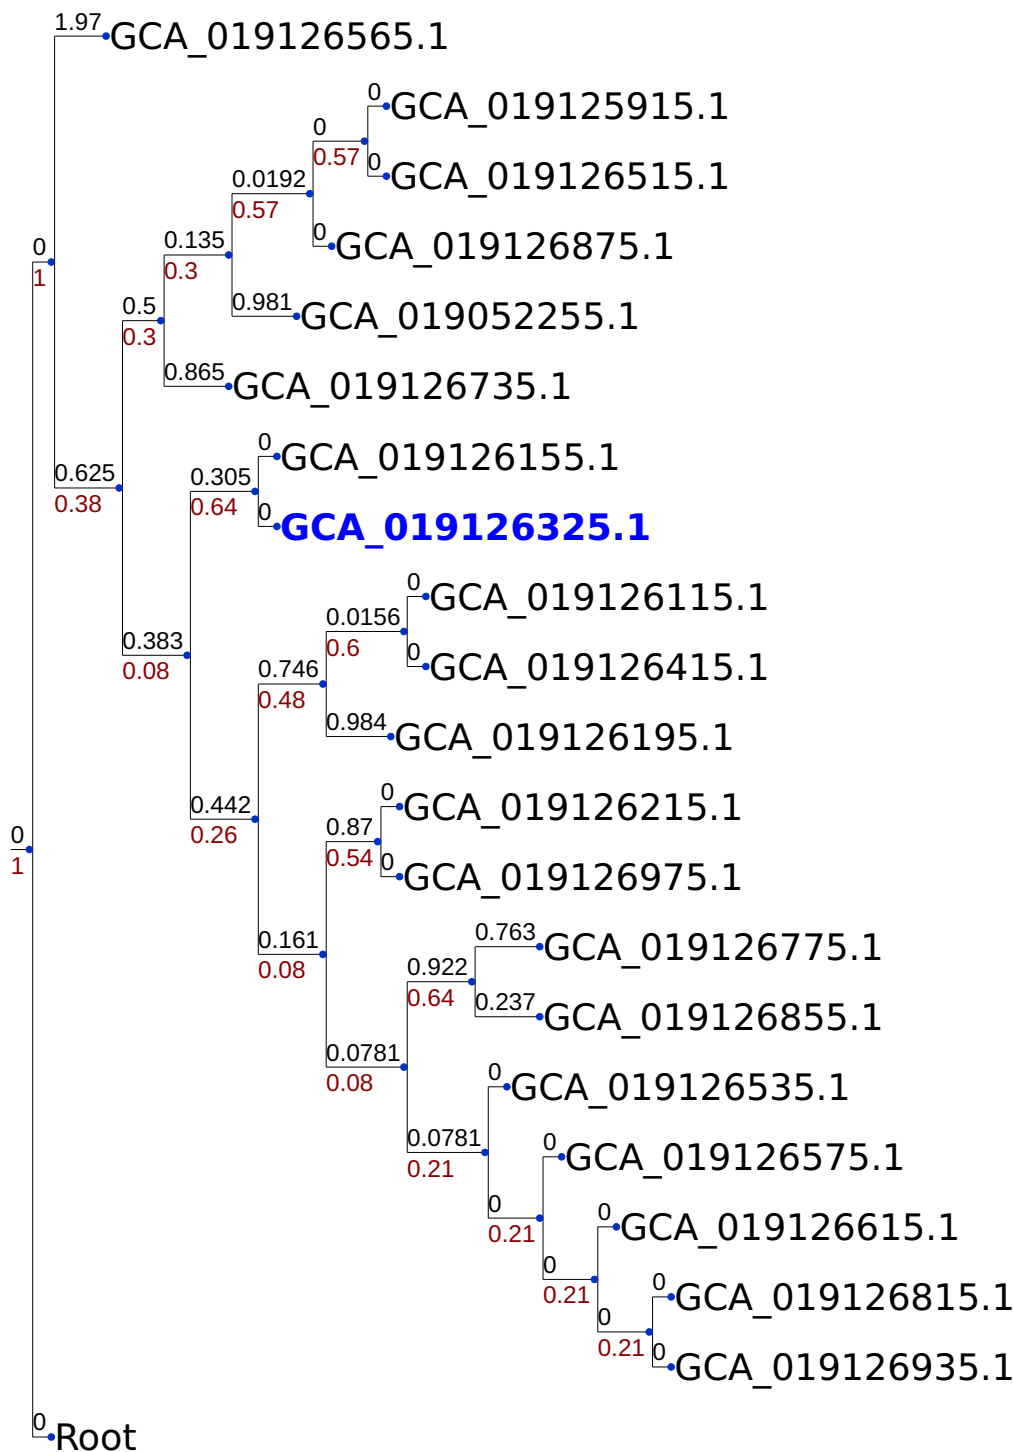 1.97 GCA_019126565.1
0 GCA_019125915.1
0
0.57
0 GCA_019126515.1
0.0192
0.57
0 GCA_019126875.1
0.135
0.3
0
1
0.981 GCA_019052255.1
0.5
0.3
0.865 GCA_019126735.1
0 GCA_019126155.1
0.625
0.38
0.305
0.64
0 GCA_019126325.1
0 GCA_019126115.1
0.0156
0.6
0.383
0.08
0 GCA_019126415.1
0.746
0.48
0.984 GCA_019126195.1
0 GCA_019126215.1
0.442
0.26
0.87
0.54
0
1
0 GCA_019126975.1
0.161
0.08
0.763 GCA_019126775.1
0.922
0.64
0.237 GCA_019126855.1
0.0781
0.08
0 GCA_019126535.1
0.0781
0.21
0 GCA_019126575.1
0
0.21
0 GCA_019126615.1
0
0.21
0 GCA_019126815.1
0
0.21
0 GCA_019126935.1
0 Root